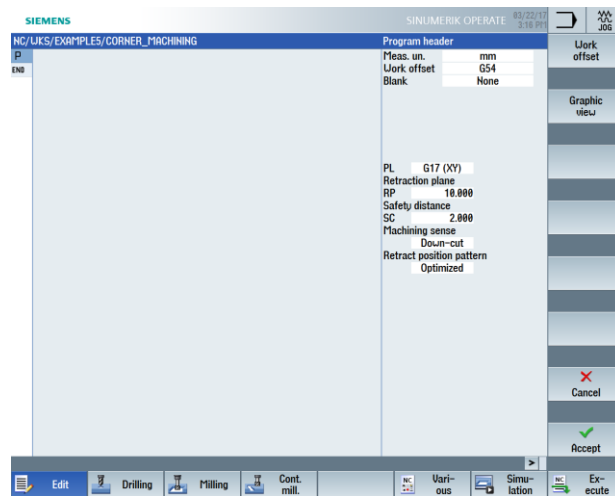 SIEMENS
SINUMERIK OPERATE
03/22/17
3:16 PM
JOG
NC/WKS/EXAMPLES/CORNER_MACHINING
Program header
P
END
Meas. un. mm
Work offset G54
Blank None
PL G17 (XY)
Retraction plane
RP 10.000
Safety distance
SC 2.000
Machining sense
Down-cut
Retract position pattern
Optimized
Work
offset
Graphic
view
Cancel
Accept
>
Edit
Drilling
Milling
Cont.
mill.
NC
Vari-
ous
Simu-
lation
NC
Ex-
ecute